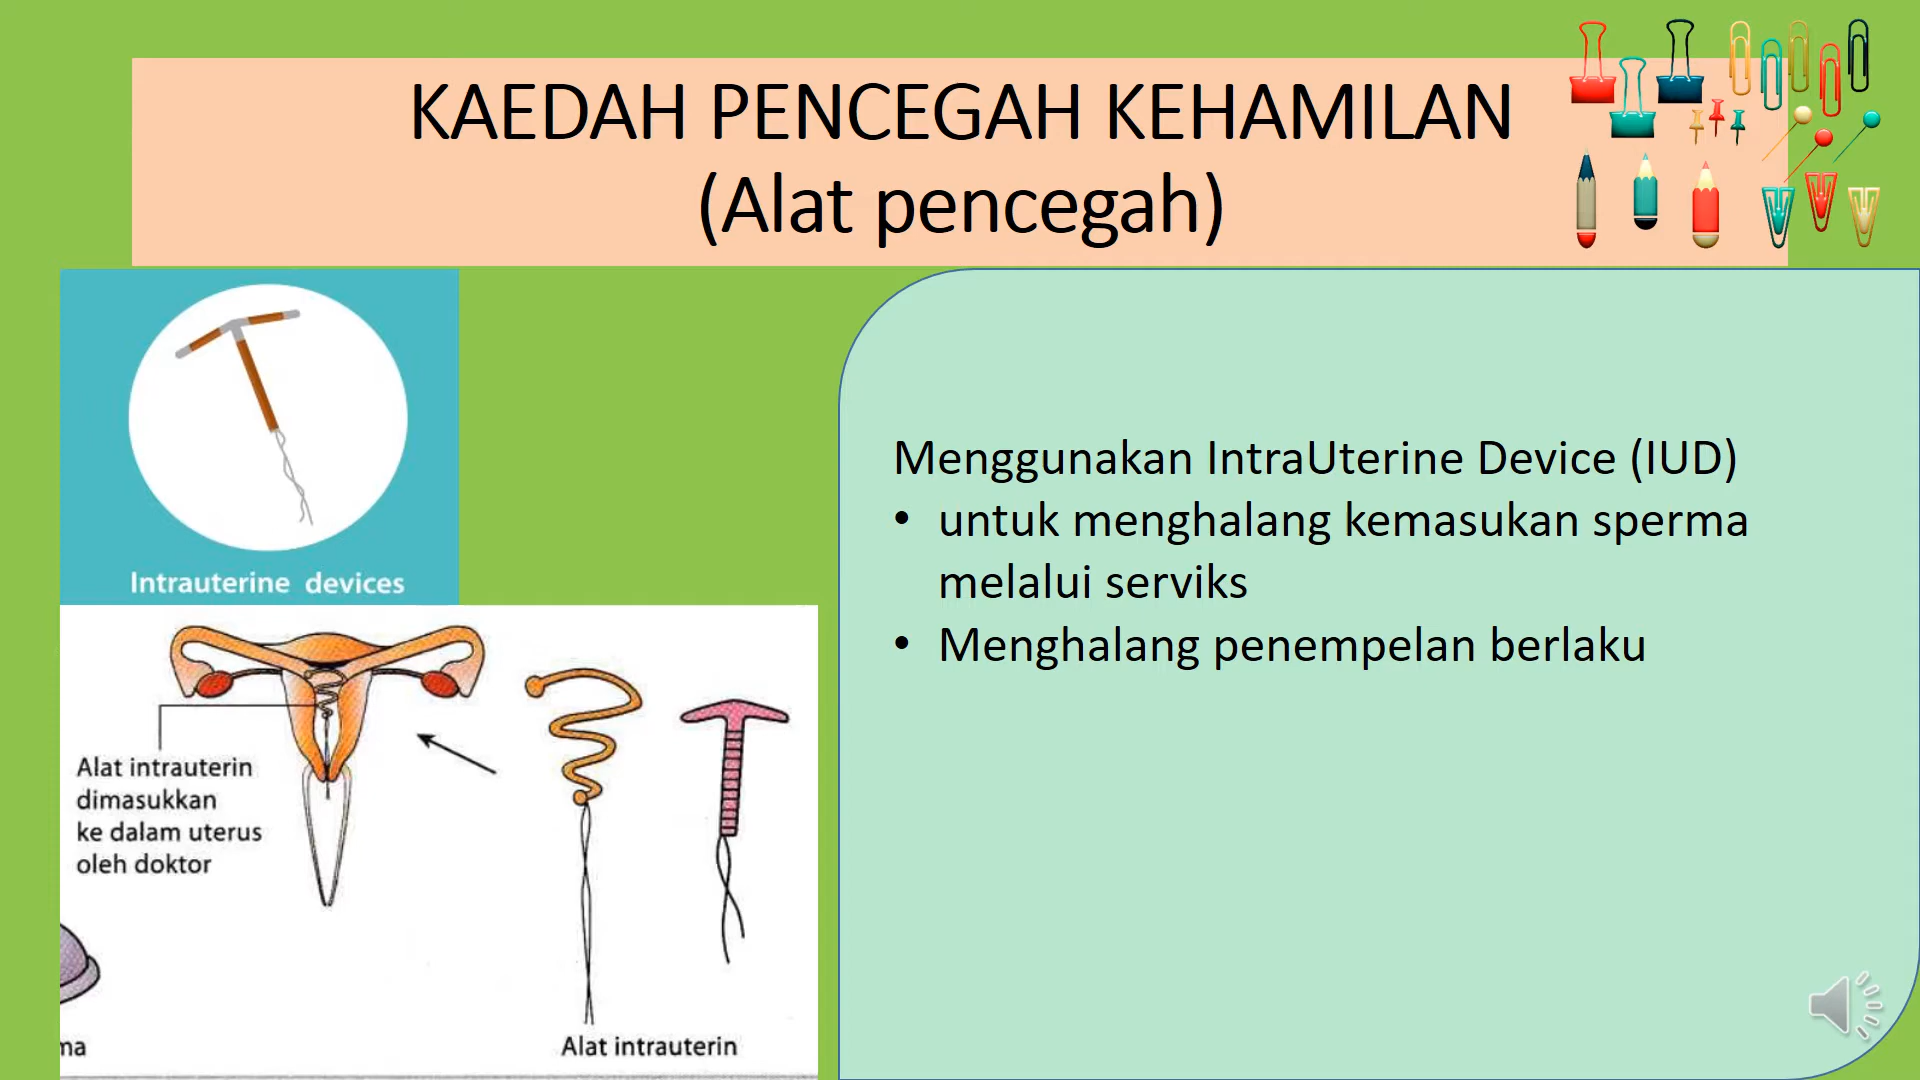 KAEDAH PENCEGAH KEHAMILAN
(Alat pencegah)
Intrauterine devices
Alat intrauterin
dimasukkan
ke dalam uterus
oleh doktor
ma
Alat intrauterin
Menggunakan IntraUterine Device (IUD)
• untuk menghalang kemasukan sperma
melalui serviks
• Menghalang penempelan berlaku